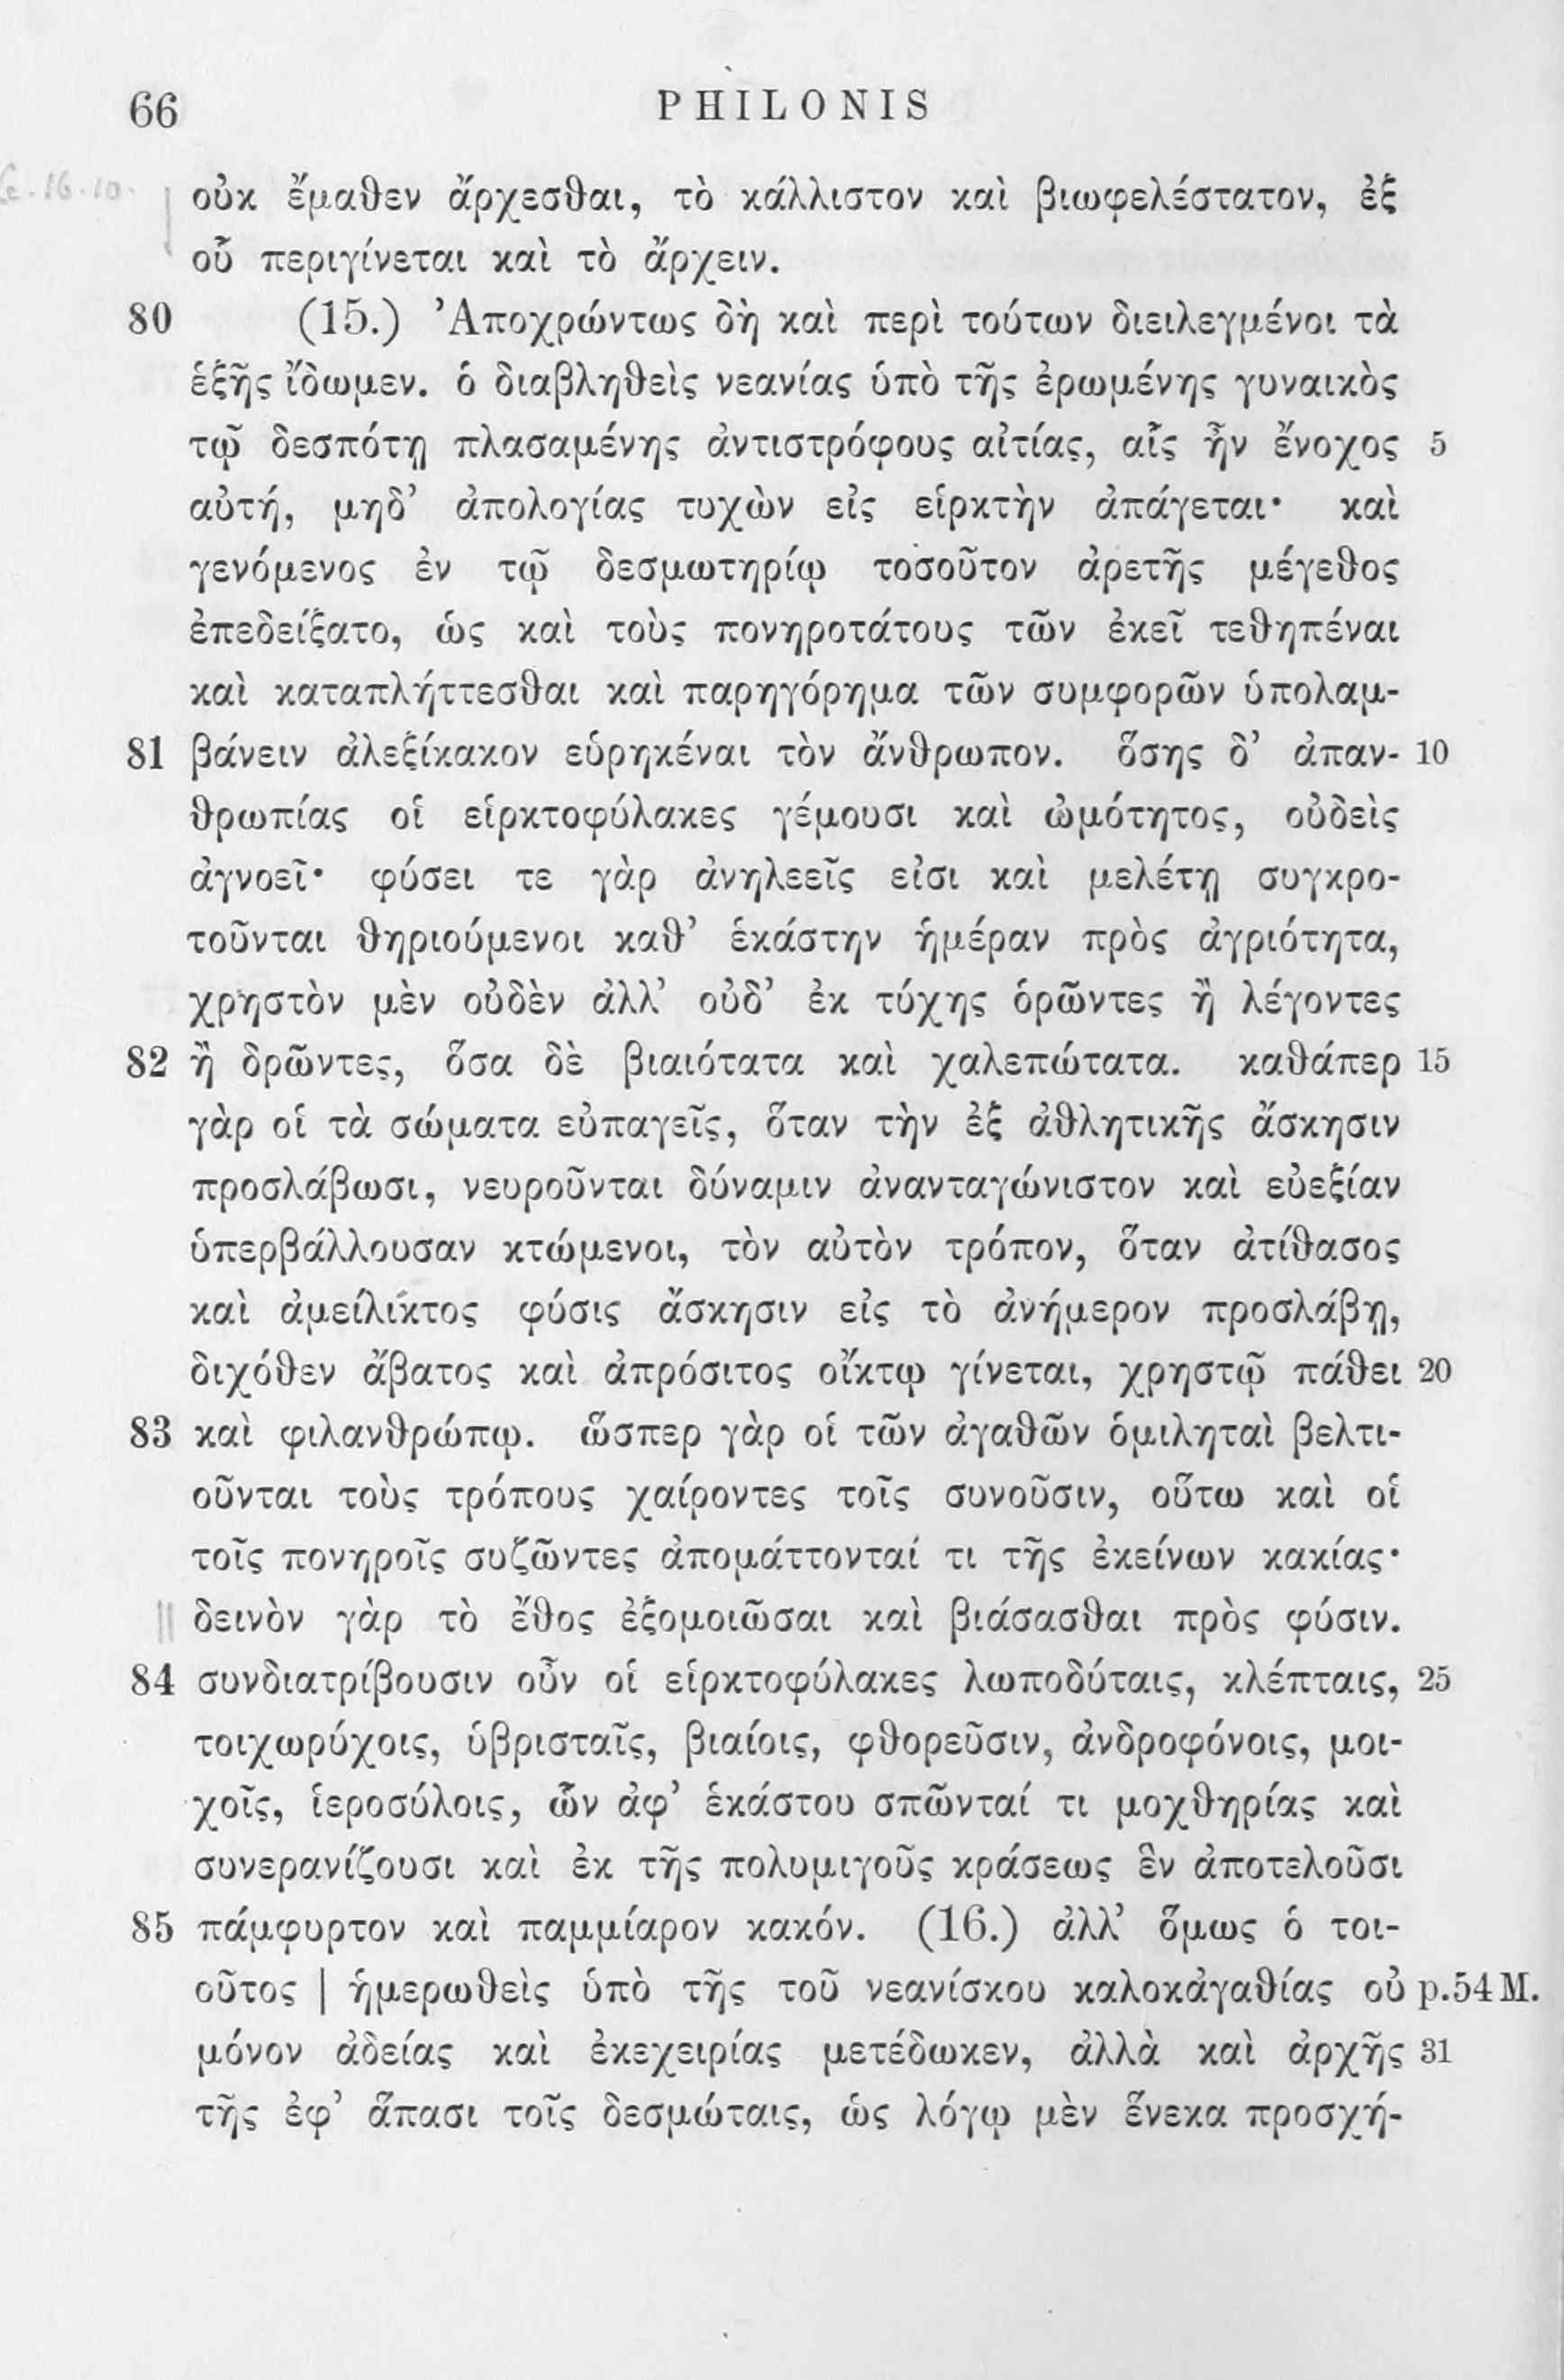 66 PHILONIS
οὐκ ἔμαθεν ἄρχεσθαι, τὸ κάλλιστον καὶ βιωφελέστατον, ἐξ
οὗ περιγίνεται καὶ τὸ ἄρχειν.
80 (15.) Ἀποχρώντως δὴ καὶ περὶ τούτων διειλεγμένοι τὰ
ἑξῆς ἴδωμεν. ὁ διαβληθεὶς νεανίας ὑπὸ τῆς ἐρωμένης γυναικὸς
τῷ δεσπότῃ πλασαμένης ἀντιστρόφους αἰτίας, αἷς ἦν ἔνοχος 5
αὐτή, μηδ’ ἀπολογίας τυχὼν εἰς εἱρκτὴν ἀπάγεται· καὶ
γενόμενος ἐν τῷ δεσμωτηρίῳ τοσοῦτον ἀρετῆς μέγεθος
ἐπεδείξατο, ὡς καὶ τοὺς πονηροτάτους τῶν ἐκεῖ τεθηπέναι
καὶ καταπλήττεσθαι καὶ παρηγόρημα τῶν συμφορῶν ὑπολαμ-
81 βάνειν ἀλεξίκακον εὑρηκέναι τὸν ἄνθρωπον. ὅσης δ’ ἀπαν- 10
θρωπίας οἱ εἱρκτοφύλακες γέμουσι καὶ ὠμότητος, οὐδεὶς
ἀγνοεῖ· φύσει τε γὰρ ἀνηλεεῖς εἰσι καὶ μελέτῃ συγκρο-
τοῦνται θηριούμενοι καθ’ ἑκάστην ἡμέραν πρὸς ἀγριότητα,
χρηστὸν μὲν οὐδὲν ἀλλ’ οὐδ’ ἐκ τύχης ὁρῶντες ἢ λέγοντες
82 ἢ δρῶντες, ὅσα δὲ βιαιότατα καὶ χαλεπώτατα. καθάπερ 15
γὰρ οἱ τὰ σώματα εὐπαγεῖς, ὅταν τὴν ἐξ ἀθλητικῆς ἄσκησιν
προσλάβωσι, νευροῦνται δύναμιν ἀνανταγώνιστον καὶ εὐεξίαν
ὑπερβάλλουσαν κτώμενοι, τὸν αὐτὸν τρόπον, ὅταν ἀτίθασος
καὶ ἀμείλικτος φύσις ἄσκησιν εἰς τὸ ἀνήμερον προσλάβῃ,
διχόθεν ἄβατος καὶ ἀπρόσιτος οἴκτῳ γίνεται, χρηστῷ πάθει 20
83 καὶ φιλανθρώπῳ. ὥσπερ γὰρ οἱ τῶν ἀγαθῶν ὁμιληταὶ βελτι-
οῦνται τοὺς τρόπους χαίροντες τοῖς συνοῦσιν, οὕτω καὶ οἱ
τοῖς πονηροῖς συζῶντες ἀπομάττονταί τι τῆς ἐκείνων κακίας·
δεινὸν γὰρ τὸ ἔθος ἐξομοιῶσαι καὶ βιάσασθαι πρὸς φύσιν.
84 συνδιατρίβουσιν οὖν οἱ εἱρκτοφύλακες λωποδύταις, κλέπταις, 25
τοιχωρύχοις, ὑβρισταῖς, βιαίοις, φθορεῦσιν, ἀνδροφόνοις, μοι-
χοῖς, ἱεροσύλοις, ὧν ἀφ’ ἑκάστου σπῶνταί τι μοχθηρίας καὶ
συνερανίζουσι καὶ ἐκ τῆς πολυμιγοῦς κράσεως ἓν ἀποτελοῦσι
85 πάμφυρτον καὶ παμμίαρον κακόν. (16.) ἀλλ’ ὅμως ὁ τοι-
οῦτος | ἡμερωθεὶς ὑπὸ τῆς τοῦ νεανίσκου καλοκἀγαθίας οὐ p.54 M.
μόνον ἀδείας καὶ ἐκεχειρίας μετέδωκεν, ἀλλὰ καὶ ἀρχῆς 31
τῆς ἐφ’ ἅπασι τοῖς δεσμώταις, ὡς λόγῳ μὲν ἕνεκα προσχή-